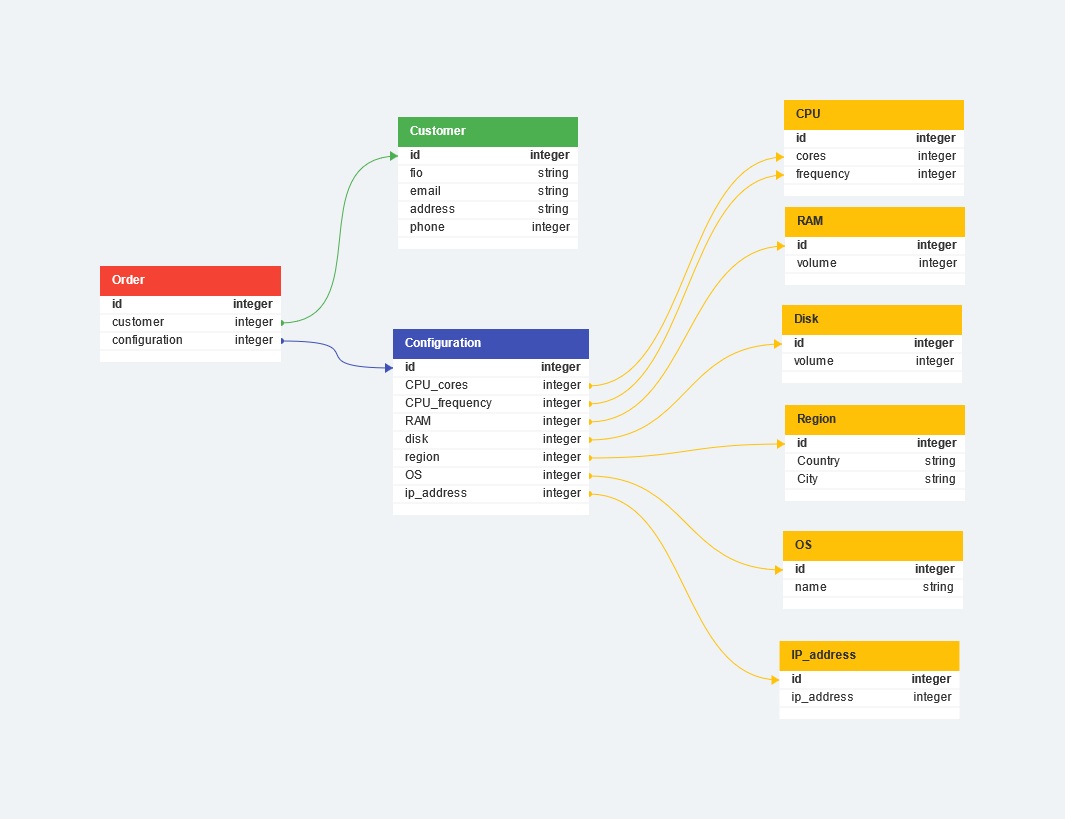 Order
id integer
customer integer
configuration integer
Customer
id integer
fio string
email string
address string
phone integer
Configuration
id integer
CPU_cores integer
CPU_frequency integer
RAM integer
disk integer
region integer
OS integer
ip_address integer
CPU
id integer
cores integer
frequency integer
RAM
id integer
volume integer
Disk
id integer
volume integer
Region
id integer
Country string
City string
OS
id integer
name string
IP_address
id integer
ip_address integer